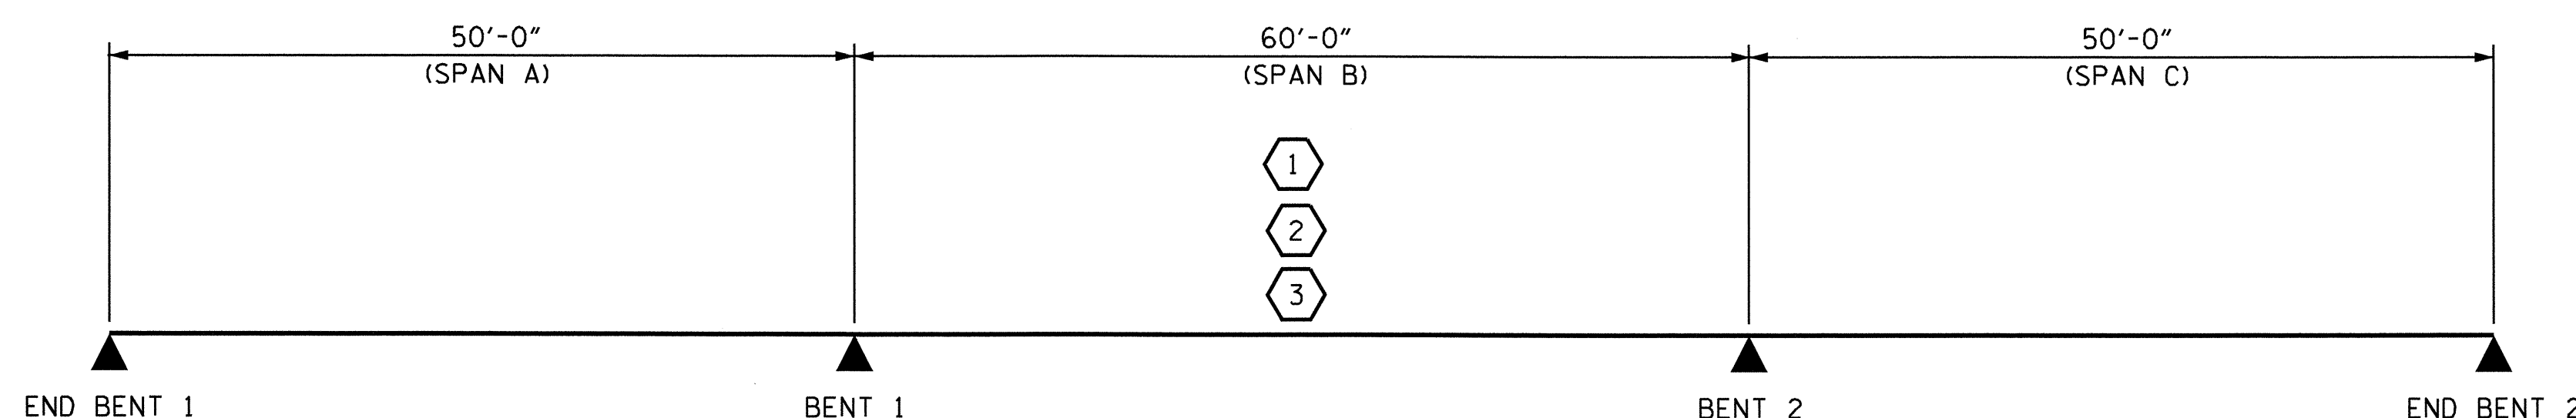 50'-0" 60'-0" 50'-0"
(SPAN A) (SPAN B) (SPAN C)
1
2
3
END BENT 1 BENT 1 BENT 2 END BENT 2